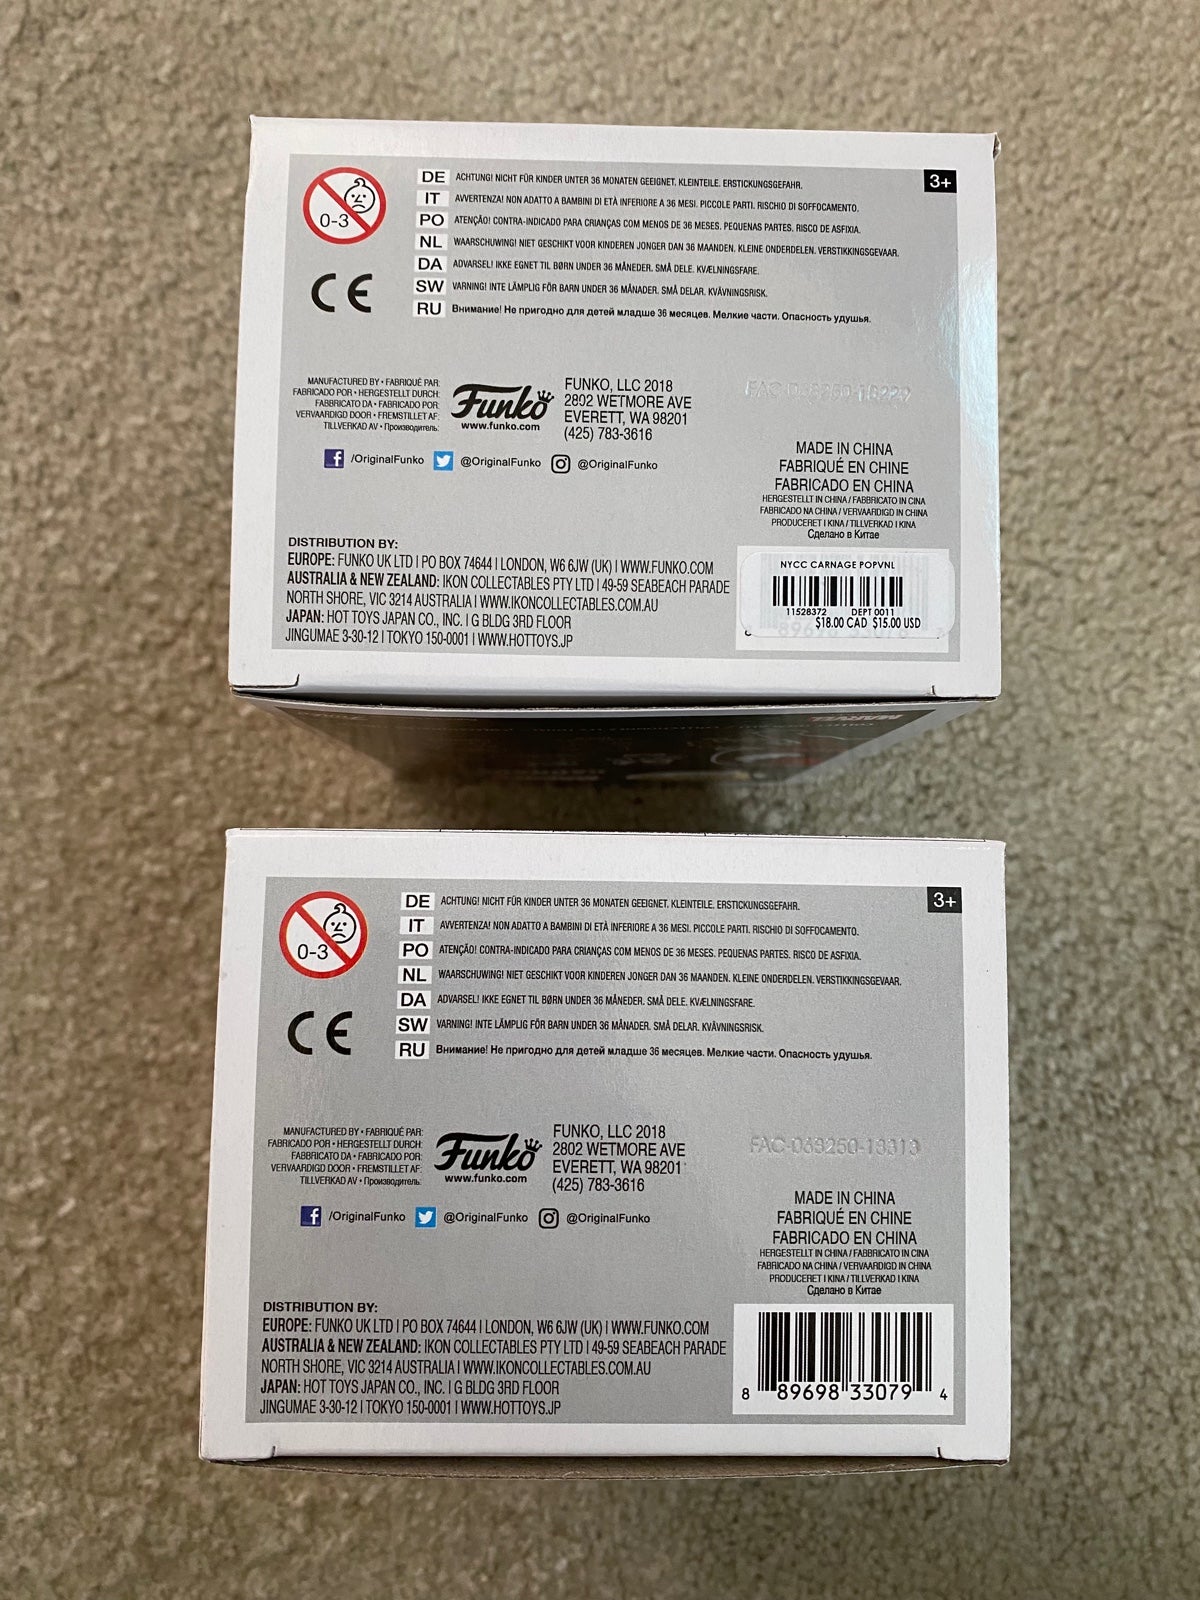 0-3
DE ACHTUNG! NICHT FÜR KINDER UNTER 36 MONATEN GEEIGNET. KLEINTEILE. ERSTICKUNGSGEFAHR.
3+
IT AVVERTENZA! NON ADATTO A BAMBINI DI ETÀ INFERIORE A 36 MESI. PICCOLE PARTI. RISCHIO DI SOFFOCAMENTO.
PO ATENÇÃO! CONTRA-INDICADO PARA CRIANÇAS COM MENOS DE 36 MESES. PEQUENAS PARTES. RISCO DE ASFIXIA.
NL WAARSCHUWING! NIET GESCHIKT VOOR KINDEREN JONGER DAN 36 MAANDEN. KLEINE ONDERDELEN. VERSTIKKINGSGEVAAR.
DA ADVARSEL! IKKE EGNET TIL BØRN UNDER 36 MÅNEDER. SMÅ DELE. KVÆLNINGSFARE.
SW VARNING! INTE LÄMPLIG FÖR BARN UNDER 36 MÅNADER. SMÅ DELAR. KVÄVNINGSRISK.
RU Внимание! Не пригодно для детей младше 36 месяцев. Мелкие части. Опасность удушья.
CE
MANUFACTURED BY • FABRIQUÉ PAR:
FABRICADO POR • HERGESTELLT DURCH:
FABBRICATO DA • FABRICADO POR:
VERVAARDIGD DOOR • FREMSTILLET AF:
TILLVERKAD AV • Производитель:
Funko
www.funko.com
FUNKO, LLC 2018
2802 WETMORE AVE
EVERETT, WA 98201
(425) 783-3616
/OriginalFunko @OriginalFunko @OriginalFunko
MADE IN CHINA
FABRIQUÉ EN CHINE
FABRICADO EN CHINA
HERGESTELLT IN CHINA / FABBRICATO IN CINA
FABRICADO NA CHINA / VERVAARDIGD IN CHINA
PRODUCERET I KINA / TILLVERKAD I KINA
Сделано в Китае
DISTRIBUTION BY:
EUROPE: FUNKO UK LTD | PO BOX 74644 | LONDON, W6 6JW (UK) | WWW.FUNKO.COM
AUSTRALIA & NEW ZEALAND: IKON COLLECTABLES PTY LTD | 49-59 SEABEACH PARADE
NORTH SHORE, VIC 3214 AUSTRALIA | WWW.IKONCOLLECTABLES.COM.AU
JAPAN: HOT TOYS JAPAN CO., INC. | G BLDG 3RD FLOOR
JINGUMAE 3-30-12 | TOKYO 150-0001 | WWW.HOTTOYS.JP
NYCC CARNAGE POPVNL
11528372 DEPT 0011
$18.00 CAD $15.00 USD
MARVEL
0-3
DE ACHTUNG! NICHT FÜR KINDER UNTER 36 MONATEN GEEIGNET. KLEINTEILE. ERSTICKUNGSGEFAHR.
3+
IT AVVERTENZA! NON ADATTO A BAMBINI DI ETÀ INFERIORE A 36 MESI. PICCOLE PARTI. RISCHIO DI SOFFOCAMENTO.
PO ATENÇÃO! CONTRA-INDICADO PARA CRIANÇAS COM MENOS DE 36 MESES. PEQUENAS PARTES. RISCO DE ASFIXIA.
NL WAARSCHUWING! NIET GESCHIKT VOOR KINDEREN JONGER DAN 36 MAANDEN. KLEINE ONDERDELEN. VERSTIKKINGSGEVAAR.
DA ADVARSEL! IKKE EGNET TIL BØRN UNDER 36 MÅNEDER. SMÅ DELE. KVÆLNINGSFARE.
SW VARNING! INTE LÄMPLIG FÖR BARN UNDER 36 MÅNADER. SMÅ DELAR. KVÄVNINGSRISK.
RU Внимание! Не пригодно для детей младше 36 месяцев. Мелкие части. Опасность удушья.
CE
MANUFACTURED BY • FABRIQUÉ PAR:
FABRICADO POR • HERGESTELLT DURCH:
FABBRICATO DA • FABRICADO POR:
VERVAARDIGD DOOR • FREMSTILLET AF:
TILLVERKAD AV • Производитель:
Funko
www.funko.com
FUNKO, LLC 2018
2802 WETMORE AVE
EVERETT, WA 98201
(425) 783-3616
/OriginalFunko @OriginalFunko @OriginalFunko
FAC-063250-18313
MADE IN CHINA
FABRIQUÉ EN CHINE
FABRICADO EN CHINA
HERGESTELLT IN CHINA / FABBRICATO IN CINA
FABRICADO NA CHINA / VERVAARDIGD IN CHINA
PRODUCERET I KINA / TILLVERKAD I KINA
Сделано в Китае
DISTRIBUTION BY:
EUROPE: FUNKO UK LTD | PO BOX 74644 | LONDON, W6 6JW (UK) | WWW.FUNKO.COM
AUSTRALIA & NEW ZEALAND: IKON COLLECTABLES PTY LTD | 49-59 SEABEACH PARADE
NORTH SHORE, VIC 3214 AUSTRALIA | WWW.IKONCOLLECTABLES.COM.AU
JAPAN: HOT TOYS JAPAN CO., INC. | G BLDG 3RD FLOOR
JINGUMAE 3-30-12 | TOKYO 150-0001 | WWW.HOTTOYS.JP
8 89698 33079 4